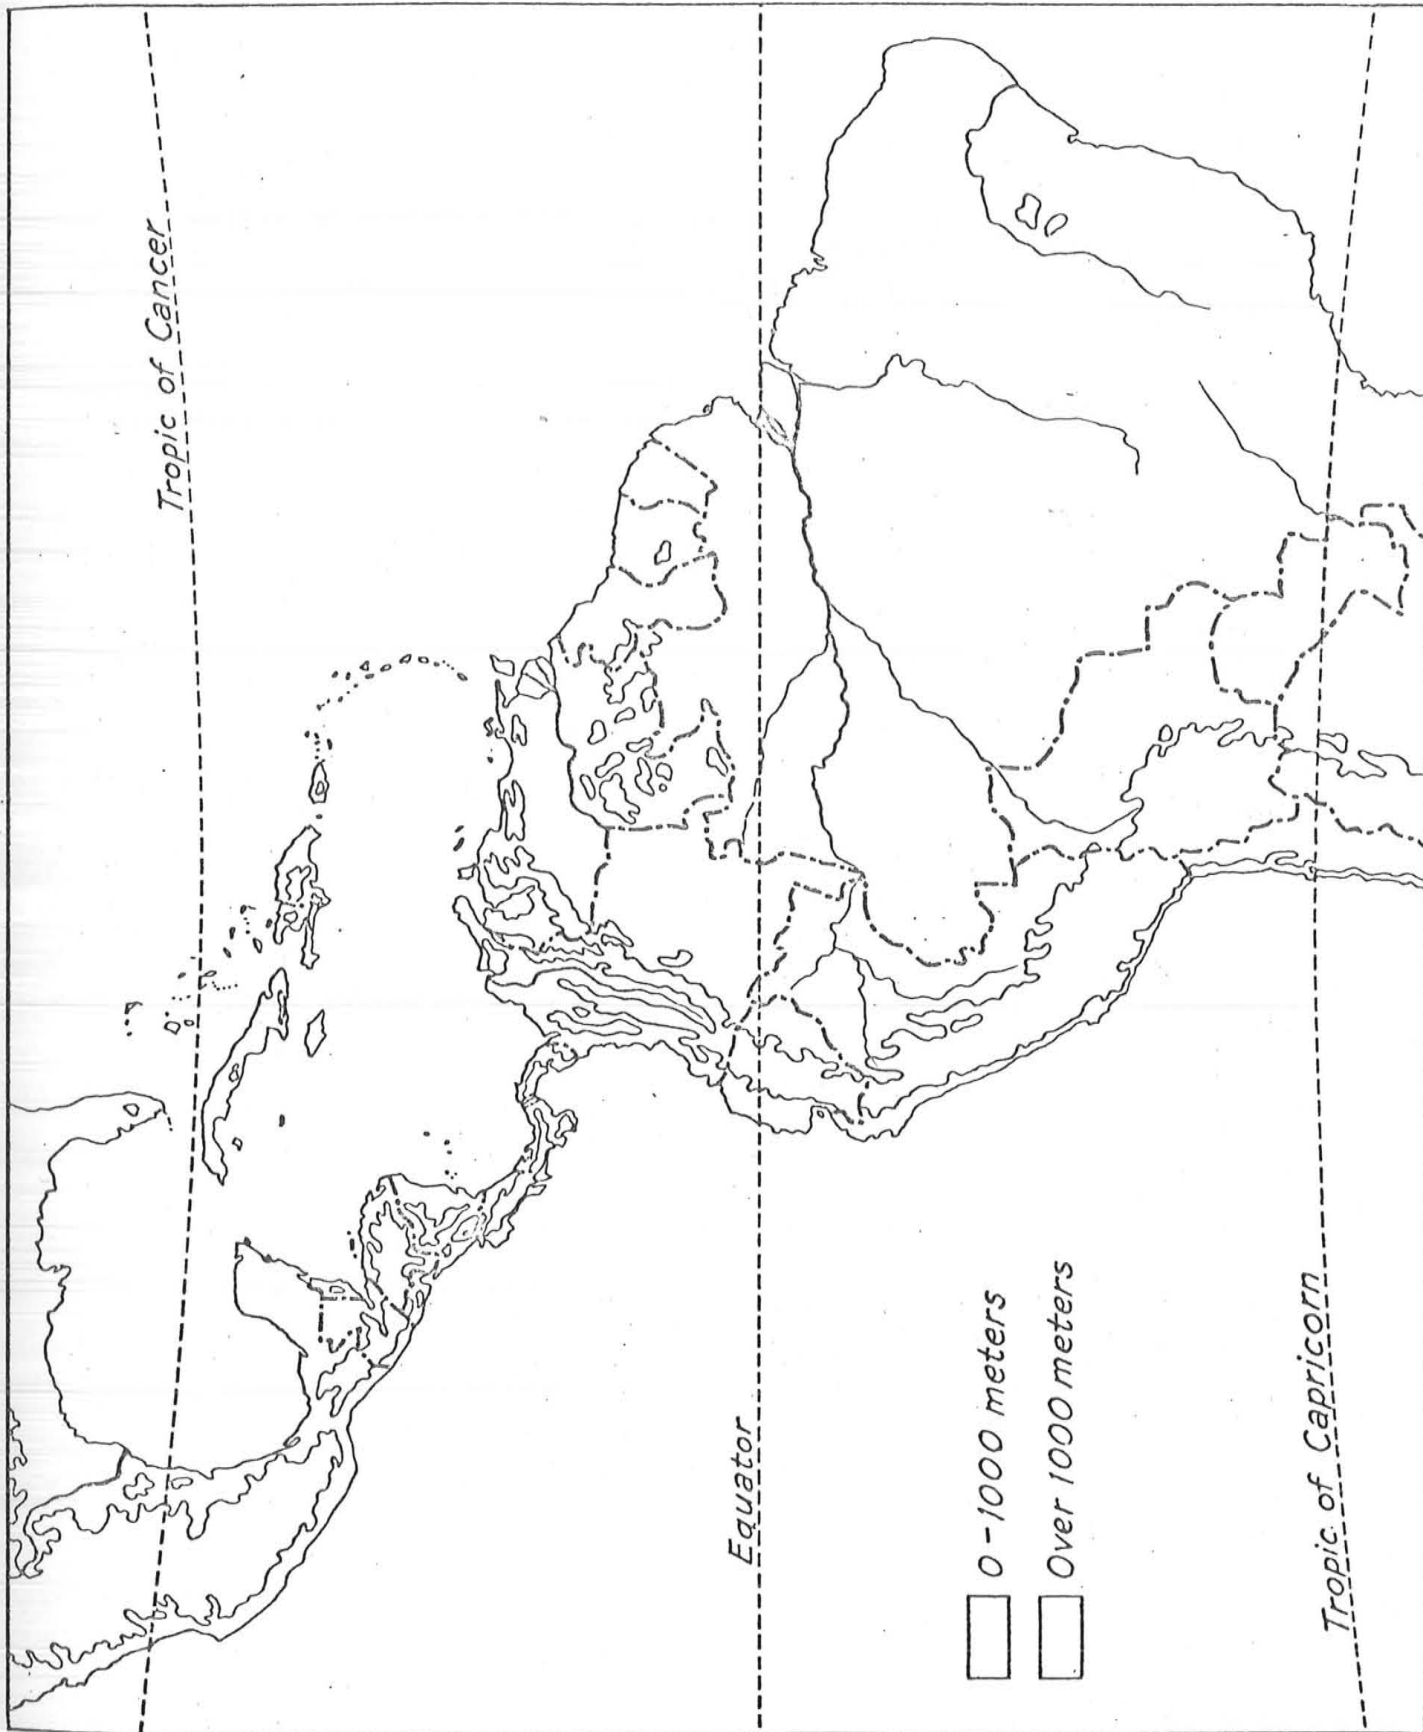 Tropic of Cancer
Equator
0-1000 meters
Over 1000 meters
Tropic of Capricorn